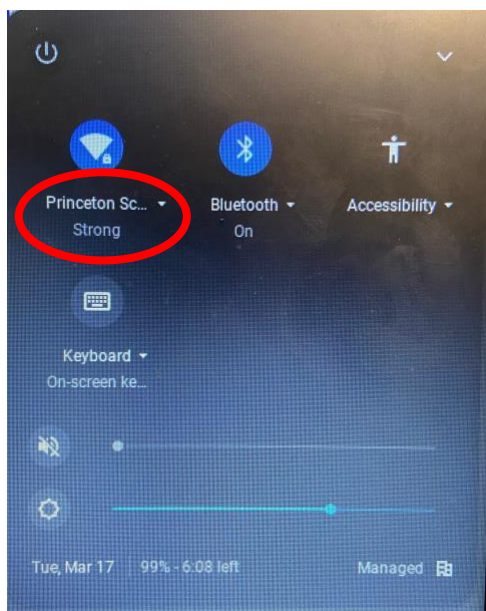 Princeton Sc... Bluetooth Accessibility
Strong On
Keyboard
On-screen ke...
Tue, Mar 17 99% - 6:08 left Managed